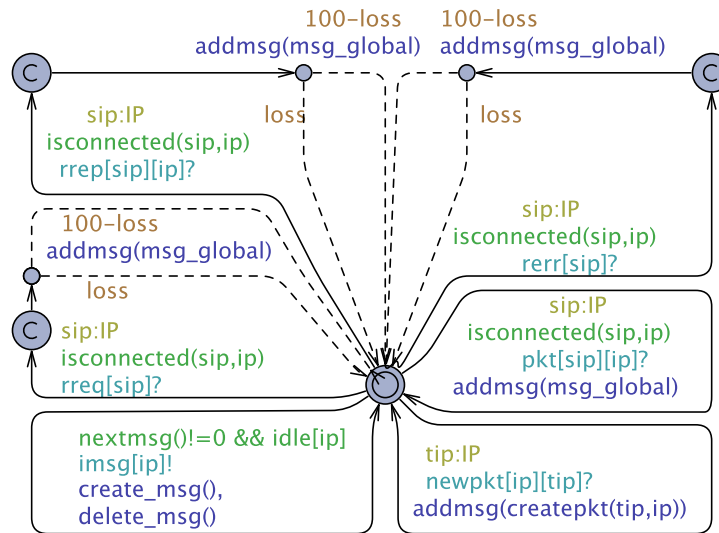 100-loss
addmsg(msg_global)
100-loss
addmsg(msg_global)
C
C
loss
loss
sip:IP
isconnected(sip,ip)
rrep[sip][ip]?
sip:IP
isconnected(sip,ip)
rerr[sip]?
100-loss
addmsg(msg_global)
loss
C
sip:IP
isconnected(sip,ip)
rreq[sip]?
sip:IP
isconnected(sip,ip)
pkt[sip][ip]?
addmsg(msg_global)
nextmsg()!=0 && idle[ip]
imsg[ip]!
create_msg(),
delete_msg()
tip:IP
newpkt[ip][tip]?
addmsg(createpkt(tip,ip))